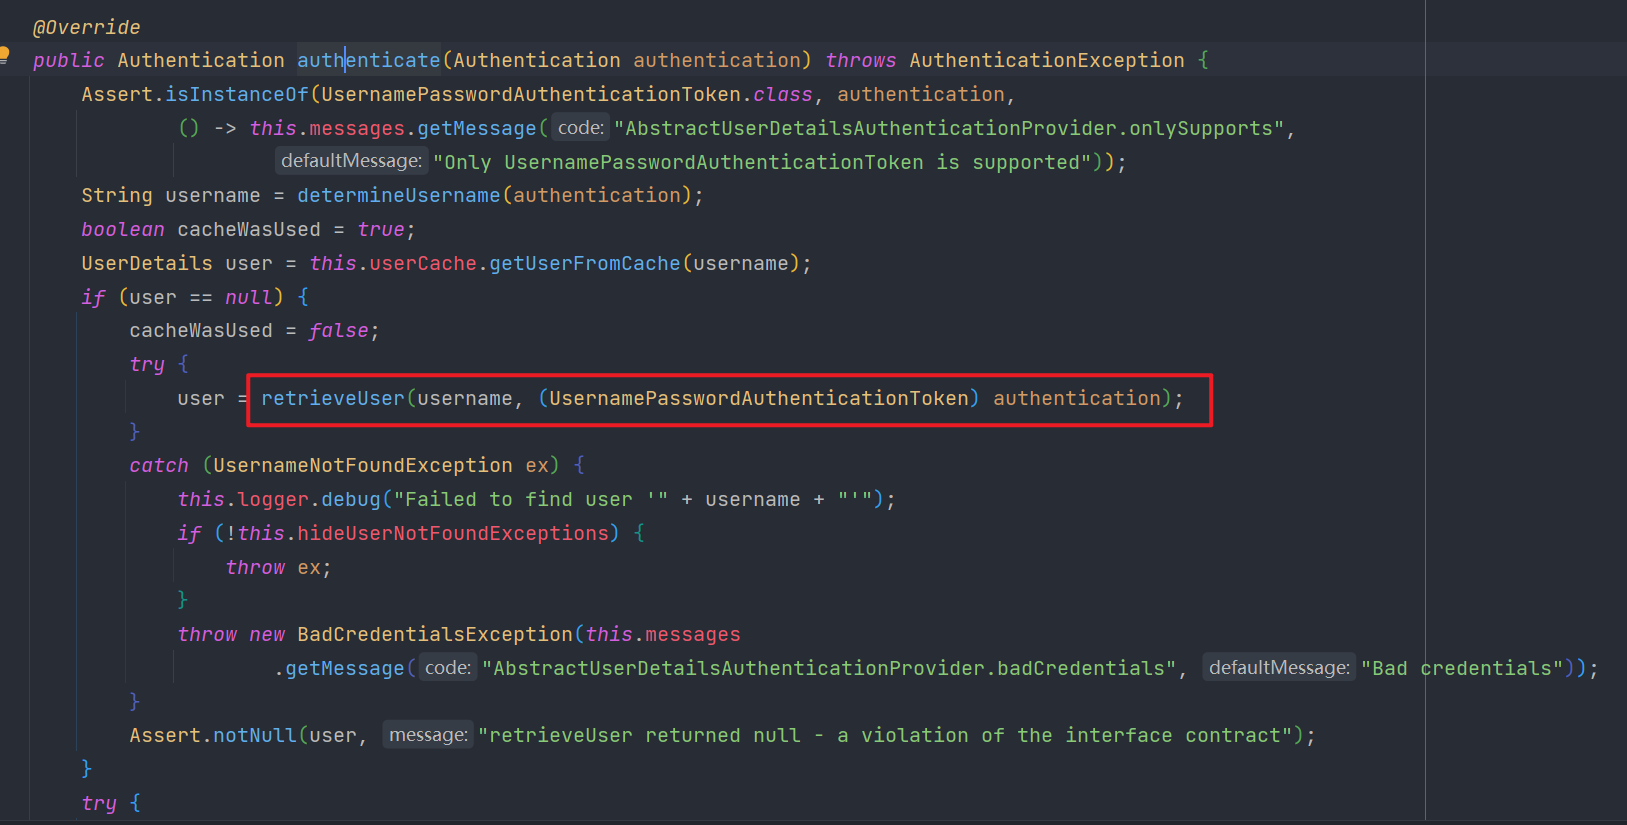 @Override
public Authentication authenticate(Authentication authentication) throws AuthenticationException {
Assert.isInstanceOf(UsernamePasswordAuthenticationToken.class, authentication,
() -> this.messages.getMessage( code: "AbstractUserDetailsAuthenticationProvider.onlySupports",
defaultMessage: "Only UsernamePasswordAuthenticationToken is supported"));
String username = determineUsername(authentication);
boolean cacheWasUsed = true;
UserDetails user = this.userCache.getUserFromCache(username);
if (user == null) {
cacheWasUsed = false;
try {
user = retrieveUser(username, (UsernamePasswordAuthenticationToken) authentication);
}
catch (UsernameNotFoundException ex) {
this.logger.debug("Failed to find user '" + username + "'");
if (!this.hideUserNotFoundExceptions) {
throw ex;
}
throw new BadCredentialsException(this.messages
.getMessage( code: "AbstractUserDetailsAuthenticationProvider.badCredentials", defaultMessage: "Bad credentials"));
}
Assert.notNull(user, message: "retrieveUser returned null - a violation of the interface contract");
}
try {